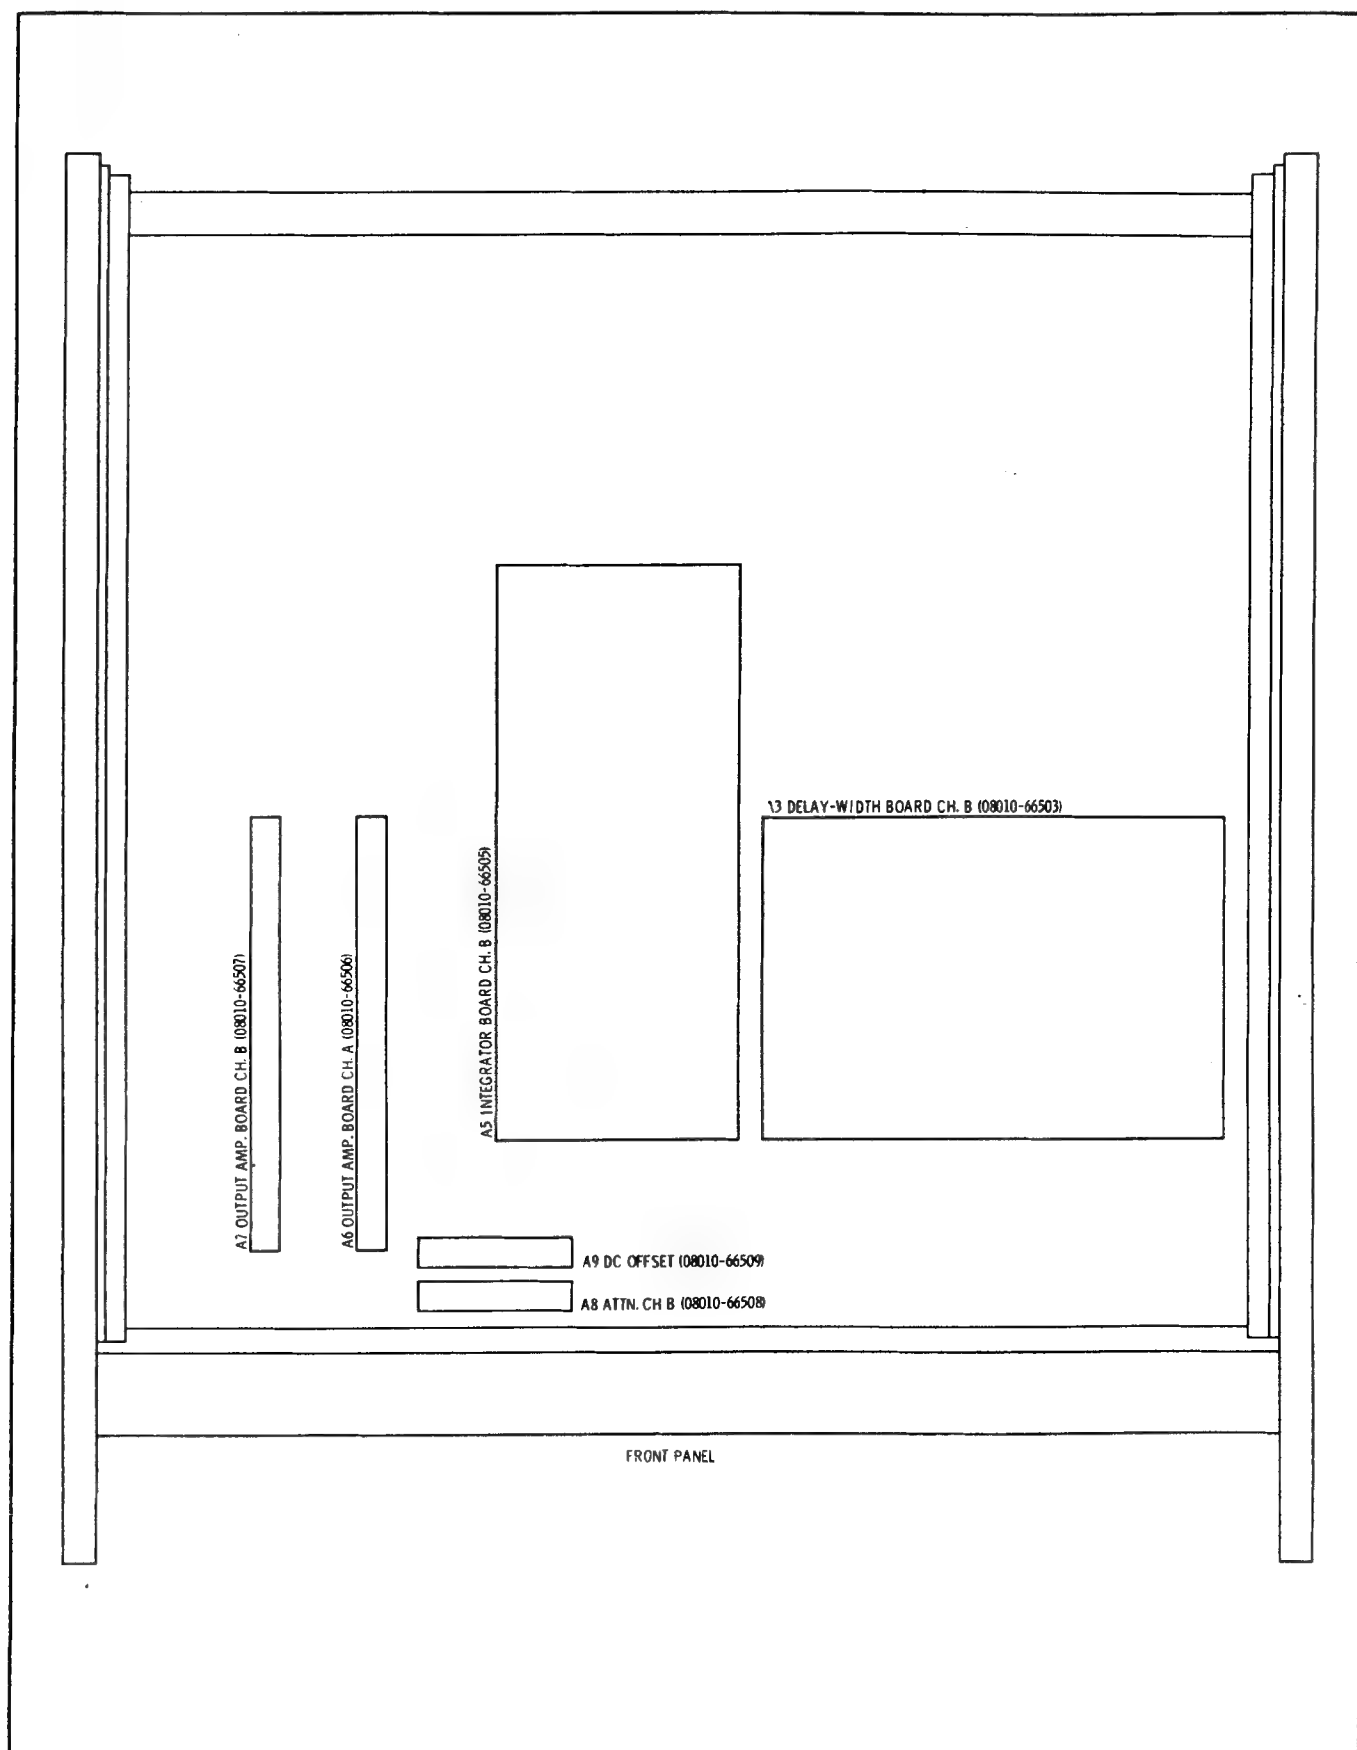 \3 DELAY-WIDTH BOARD CH. B (08010-66503)
A5 INTEGRATOR BOARD CH. B (08010-66505)
A7 OUTPUT AMP. BOARD CH. B (08010-66507)
A6 OUTPUT AMP. BOARD CH. A (08010-66506)
A9 DC OFFSET (08010-66509)
A8 ATTN. CH B (08010-66508)
FRONT PANEL